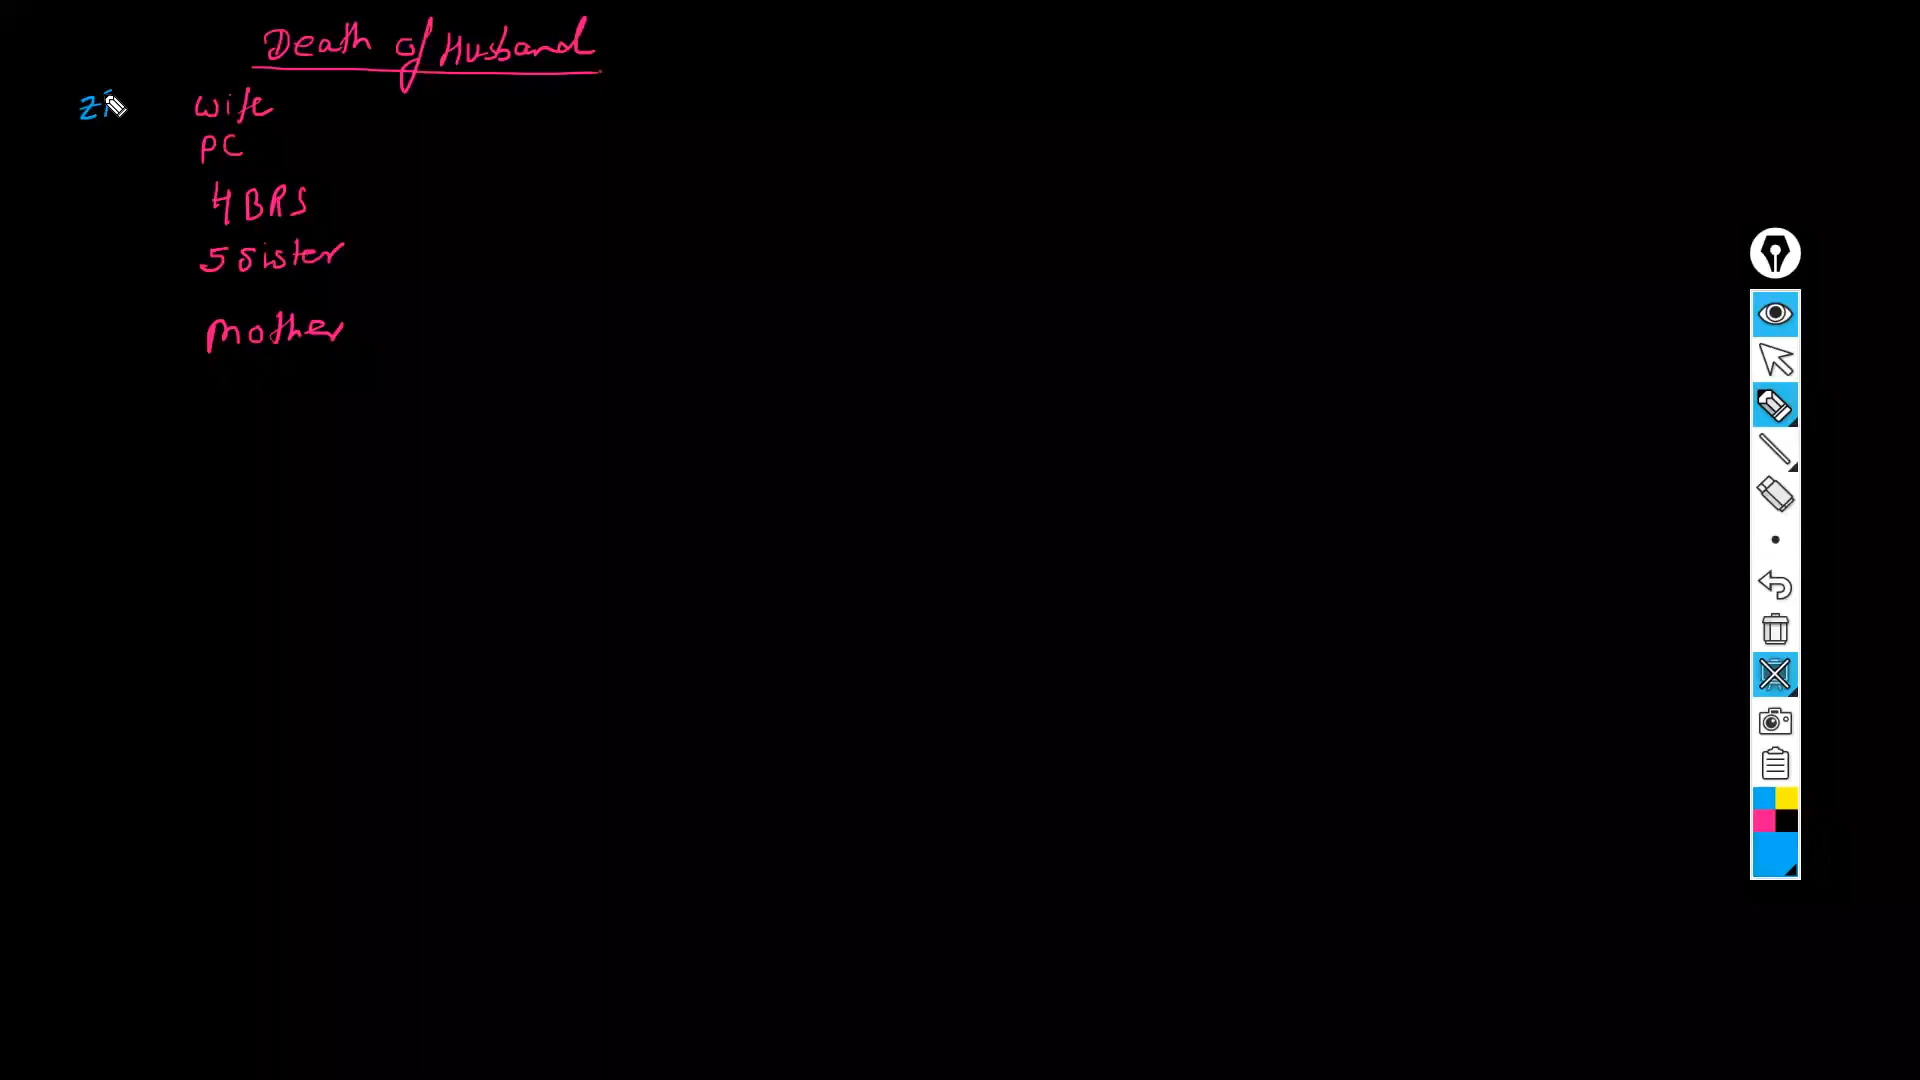 Death of Husband
wife
PC
4 BRS
5 Sister
mother